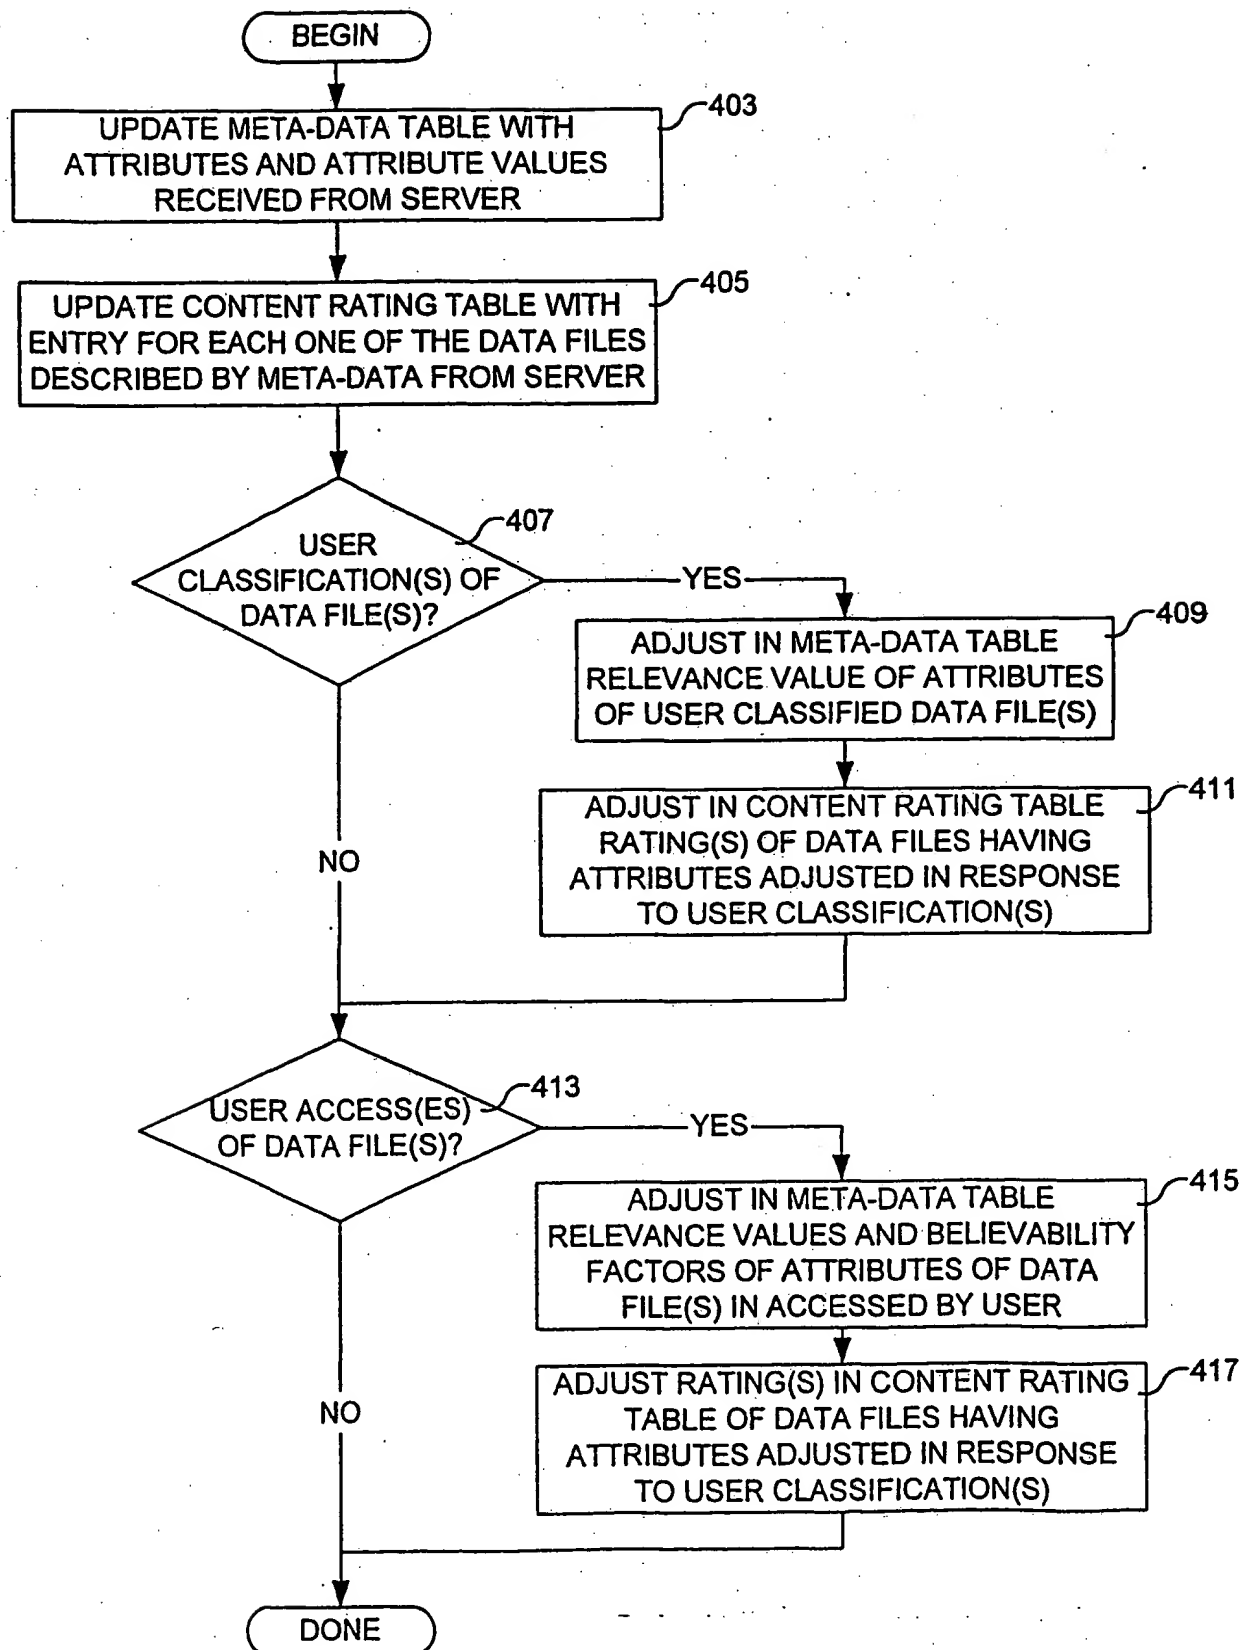 BEGIN
403
UPDATE META-DATA TABLE WITH
ATTRIBUTES AND ATTRIBUTE VALUES
RECEIVED FROM SERVER
405
UPDATE CONTENT RATING TABLE WITH
ENTRY FOR EACH ONE OF THE DATA FILES
DESCRIBED BY META-DATA FROM SERVER
407
USER
CLASSIFICATION(S) OF
DATA FILE(S)?
YES
409
ADJUST IN META-DATA TABLE
RELEVANCE VALUE OF ATTRIBUTES
OF USER CLASSIFIED DATA FILE(S)
411
ADJUST IN CONTENT RATING TABLE
RATING(S) OF DATA FILES HAVING
ATTRIBUTES ADJUSTED IN RESPONSE
TO USER CLASSIFICATION(S)
NO
413
USER ACCESS(ES)
OF DATA FILE(S)?
YES
415
ADJUST IN META-DATA TABLE
RELEVANCE VALUES AND BELIEVABILITY
FACTORS OF ATTRIBUTES OF DATA
FILE(S) IN ACCESSED BY USER
417
ADJUST RATING(S) IN CONTENT RATING
TABLE OF DATA FILES HAVING
ATTRIBUTES ADJUSTED IN RESPONSE
TO USER CLASSIFICATION(S)
NO
DONE